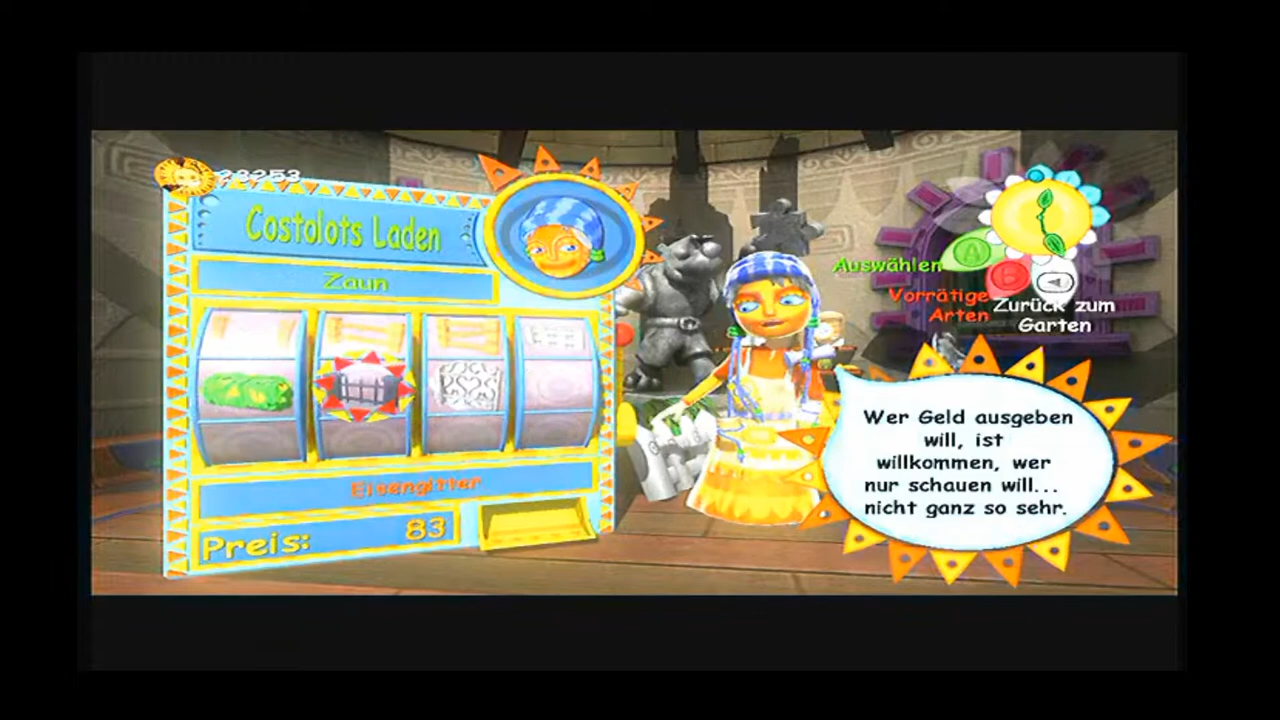 23253
Costolots Laden
Zaun
Eisengitter
Preis: 83
Auswählen
A
B
Vorrätige
Arten
Zurück zum
Garten
Wer Geld ausgeben
will, ist
willkommen, wer
nur schauen will...
nicht ganz so sehr.